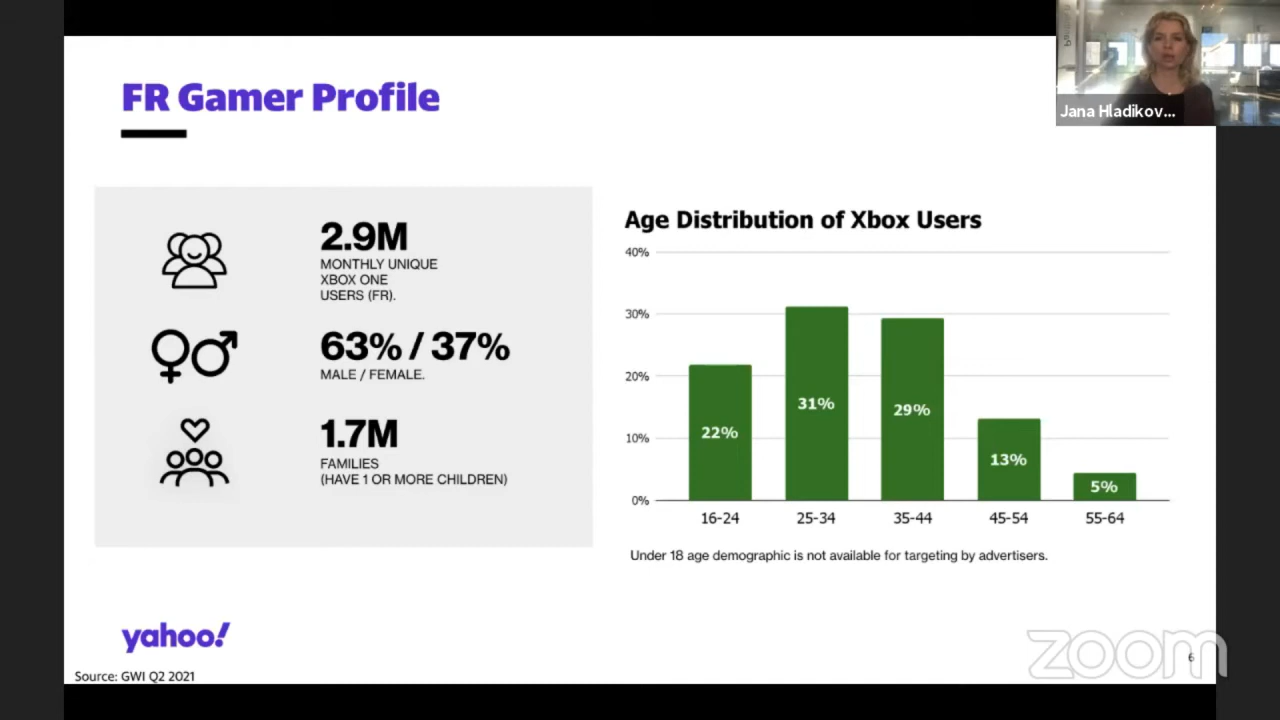 Jana Hladikov...
FR Gamer Profile
2.9M
MONTHLY UNIQUE
XBOX ONE
USERS (FR).
63% / 37%
MALE / FEMALE.
1.7M
FAMILIES
(HAVE 1 OR MORE CHILDREN)
Age Distribution of Xbox Users
40%
30%
20%
10%
0%
22%
31%
29%
13%
5%
16-24
25-34
35-44
45-54
55-64
Under 18 age demographic is not available for targeting by advertisers.
yahoo!
Source: GWI Q2 2021
zoom
6